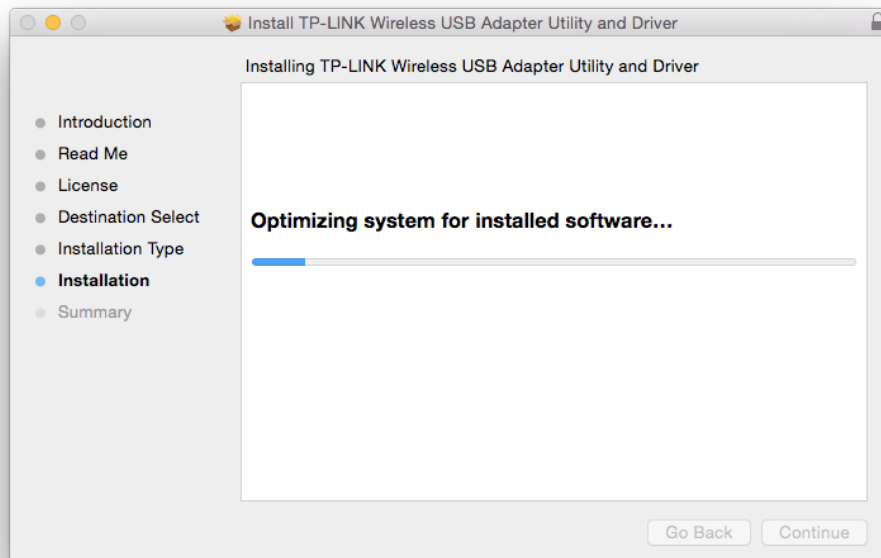 Install TP-LINK Wireless USB Adapter Utility and Driver
Installing TP-LINK Wireless USB Adapter Utility and Driver
Introduction
Read Me
License
Destination Select
Installation Type
Installation
Summary
Optimizing system for installed software...
Go Back
Continue